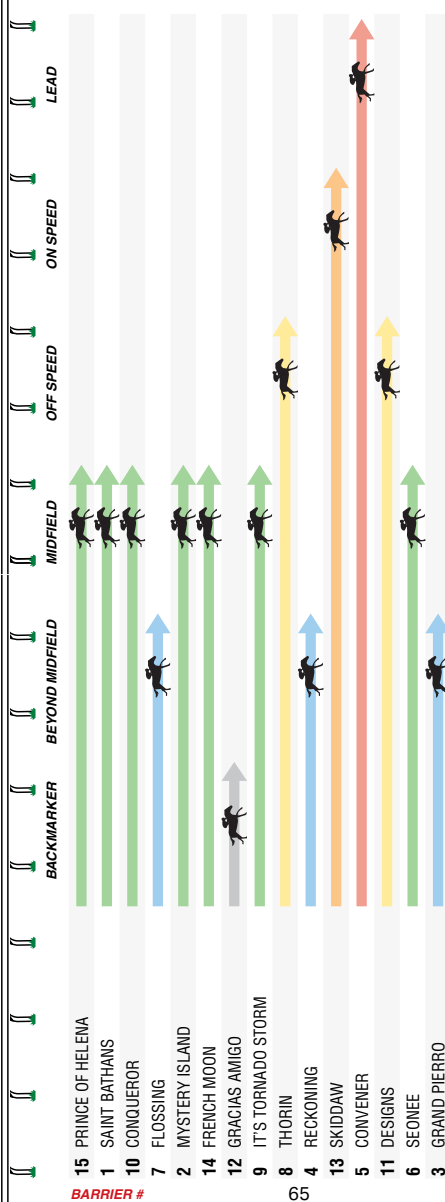 BACKMARKER BEYOND MIDFIELD MIDFIELD OFF SPEED ON SPEED LEAD
15 PRINCE OF HELENA
1 SAINT BATHANS
10 CONQUEROR
7 FLOSSING
2 MYSTERY ISLAND
14 FRENCH MOON
12 GRACIAS AMIGO
9 IT'S TORNADO STORM
8 THORIN
4 RECKONING
13 SKIDDAW
5 CONVENER
11 DESIGNS
6 SEONEE
3 GRAND PIERRO
BARRIER #
65